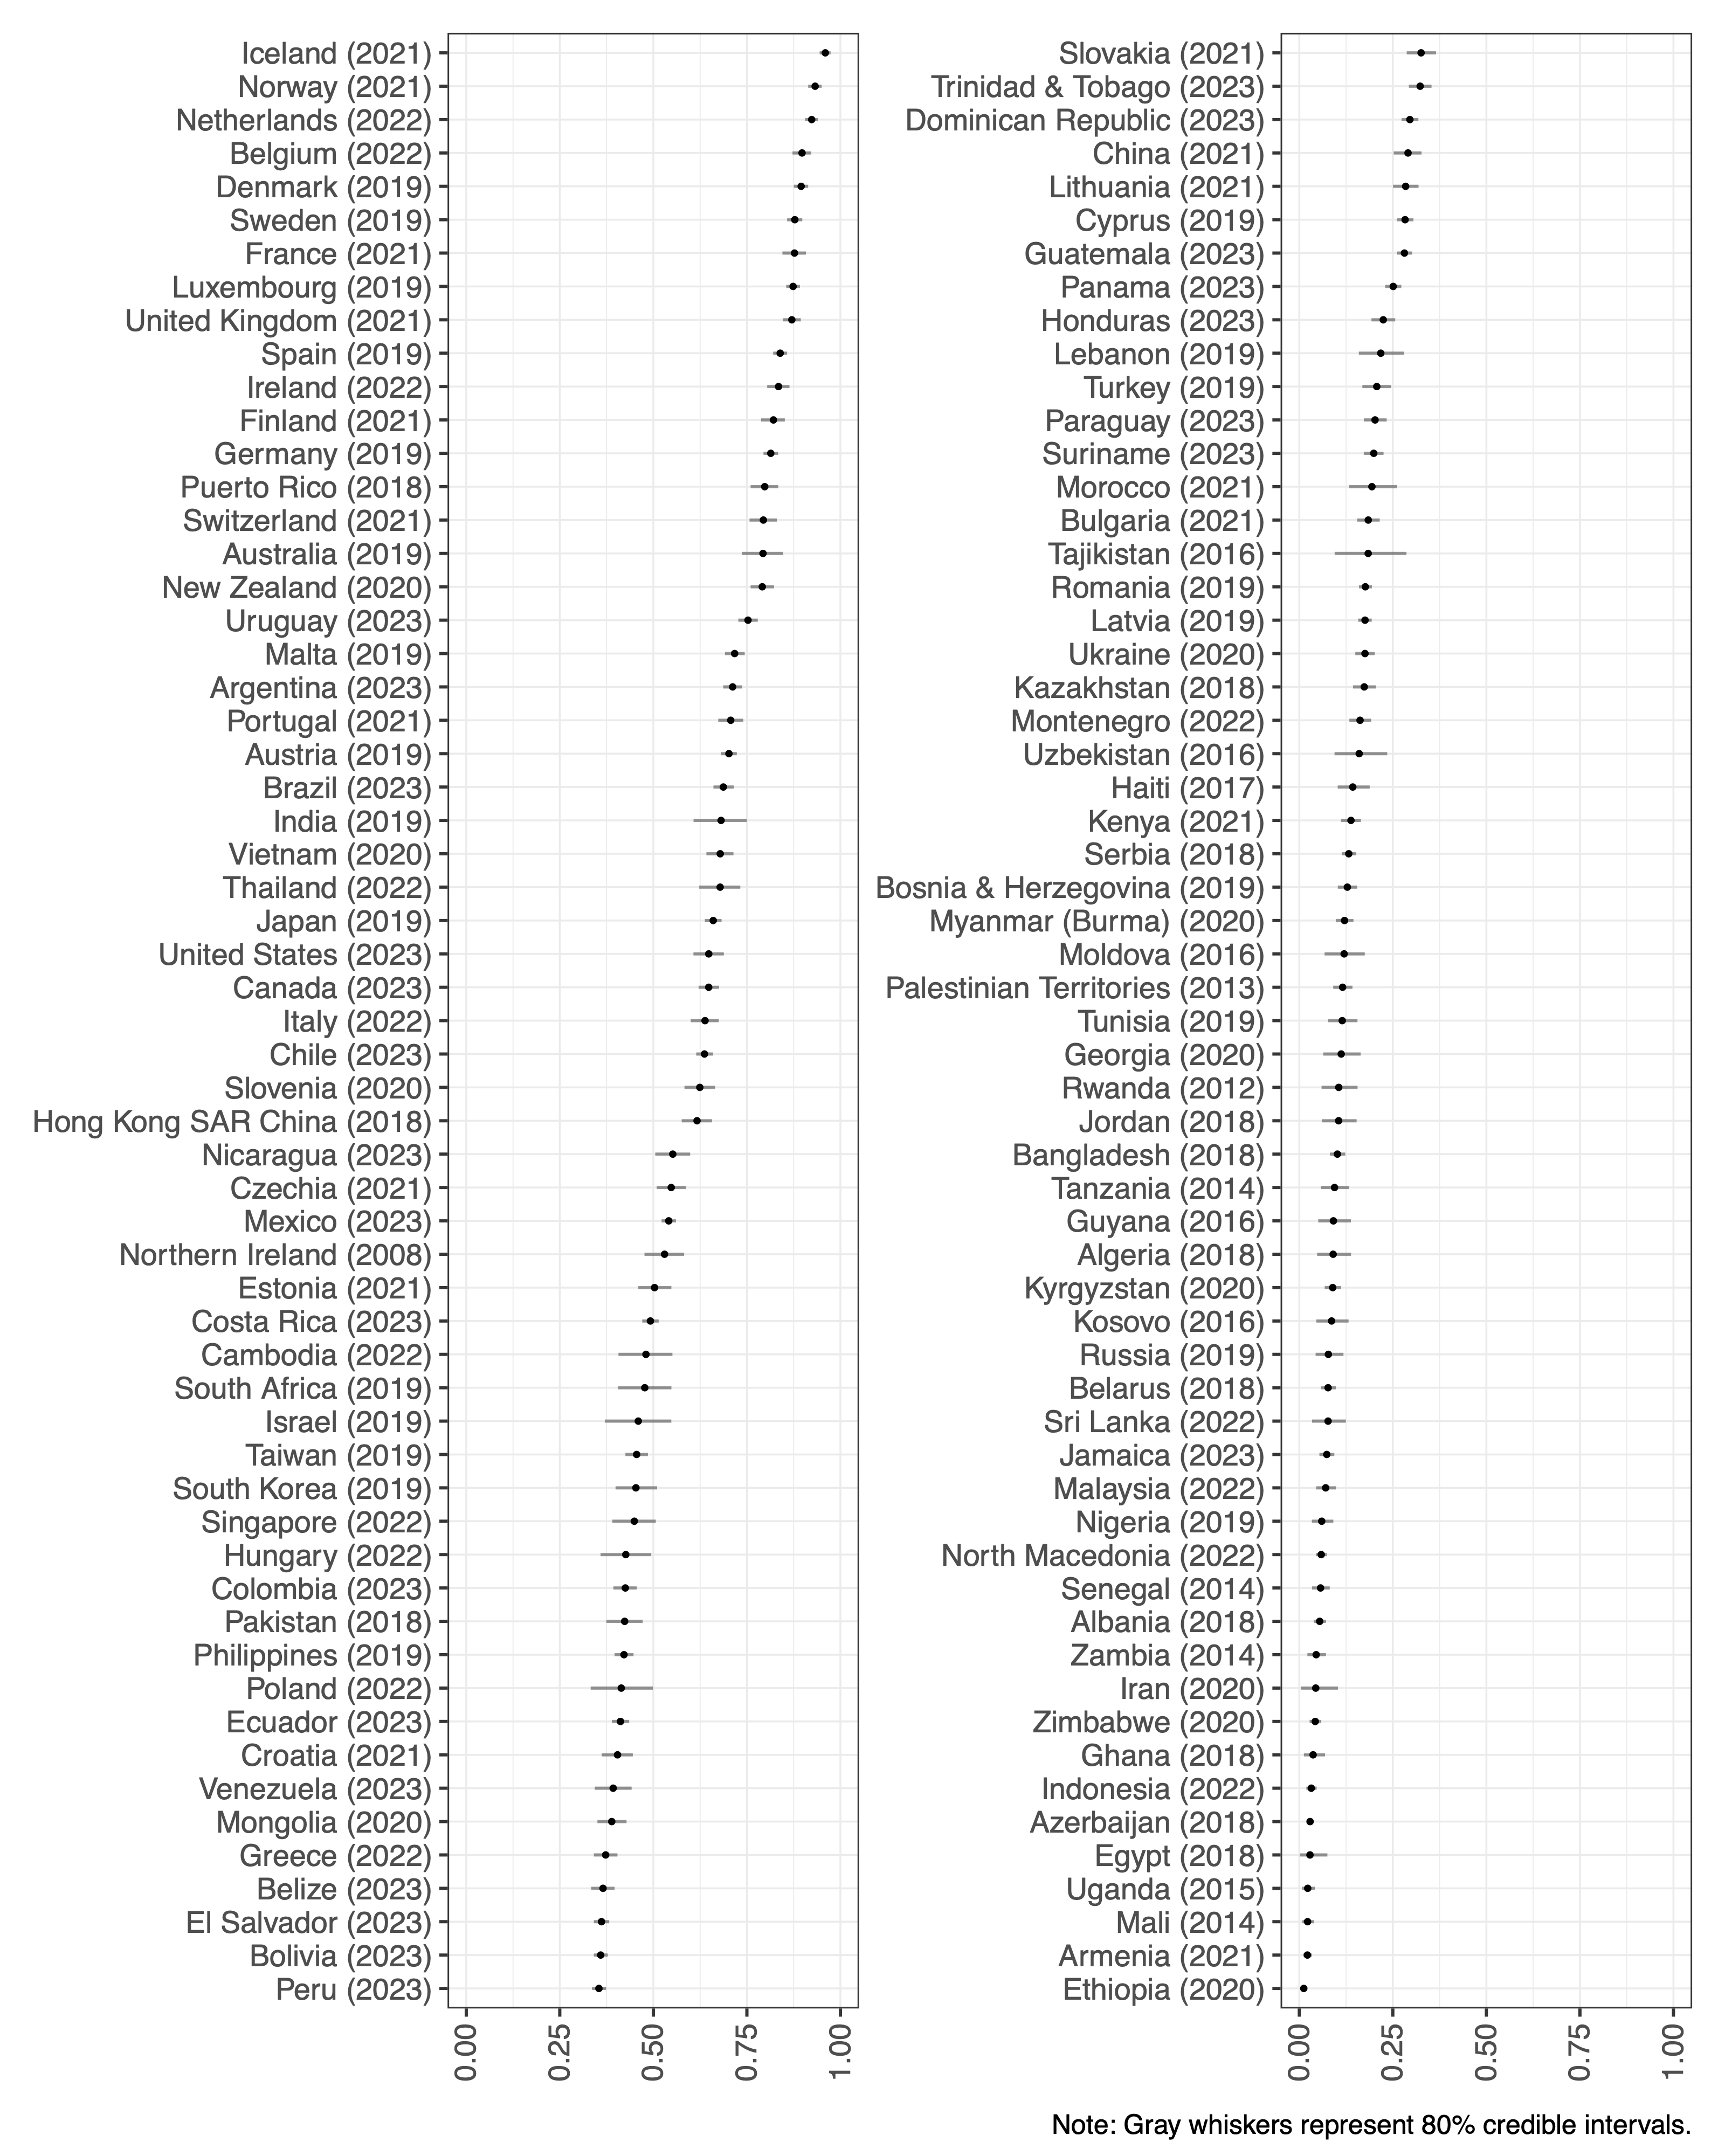 Iceland (2021)
Norway (2021)
Netherlands (2022)
Belgium (2022)
Denmark (2019)
Sweden (2019)
France (2021)
Luxembourg (2019)
United Kingdom (2021)
Spain (2019)
Ireland (2022)
Finland (2021)
Germany (2019)
Puerto Rico (2018)
Switzerland (2021)
Australia (2019)
New Zealand (2020)
Uruguay (2023)
Malta (2019)
Argentina (2023)
Portugal (2021)
Austria (2019)
Brazil (2023)
India (2019)
Vietnam (2020)
Thailand (2022)
Japan (2019)
United States (2023)
Canada (2023)
Italy (2022)
Chile (2023)
Slovenia (2020)
Hong Kong SAR China (2018)
Nicaragua (2023)
Czechia (2021)
Mexico (2023)
Northern Ireland (2008)
Estonia (2021)
Costa Rica (2023)
Cambodia (2022)
South Africa (2019)
Israel (2019)
Taiwan (2019)
South Korea (2019)
Singapore (2022)
Hungary (2022)
Colombia (2023)
Pakistan (2018)
Philippines (2019)
Poland (2022)
Ecuador (2023)
Croatia (2021)
Venezuela (2023)
Mongolia (2020)
Greece (2022)
Belize (2023)
El Salvador (2023)
Bolivia (2023)
Peru (2023)
0.00
0.25
0.50
0.75
1.00
Slovakia (2021)
Trinidad & Tobago (2023)
Dominican Republic (2023)
China (2021)
Lithuania (2021)
Cyprus (2019)
Guatemala (2023)
Panama (2023)
Honduras (2023)
Lebanon (2019)
Turkey (2019)
Paraguay (2023)
Suriname (2023)
Morocco (2021)
Bulgaria (2021)
Tajikistan (2016)
Romania (2019)
Latvia (2019)
Ukraine (2020)
Kazakhstan (2018)
Montenegro (2022)
Uzbekistan (2016)
Haiti (2017)
Kenya (2021)
Serbia (2018)
Bosnia & Herzegovina (2019)
Myanmar (Burma) (2020)
Moldova (2016)
Palestinian Territories (2013)
Tunisia (2019)
Georgia (2020)
Rwanda (2012)
Jordan (2018)
Bangladesh (2018)
Tanzania (2014)
Guyana (2016)
Algeria (2018)
Kyrgyzstan (2020)
Kosovo (2016)
Russia (2019)
Belarus (2018)
Sri Lanka (2022)
Jamaica (2023)
Malaysia (2022)
Nigeria (2019)
North Macedonia (2022)
Senegal (2014)
Albania (2018)
Zambia (2014)
Iran (2020)
Zimbabwe (2020)
Ghana (2018)
Indonesia (2022)
Azerbaijan (2018)
Egypt (2018)
Uganda (2015)
Mali (2014)
Armenia (2021)
Ethiopia (2020)
0.00
0.25
0.50
0.75
1.00
Note: Gray whiskers represent 80% credible intervals.